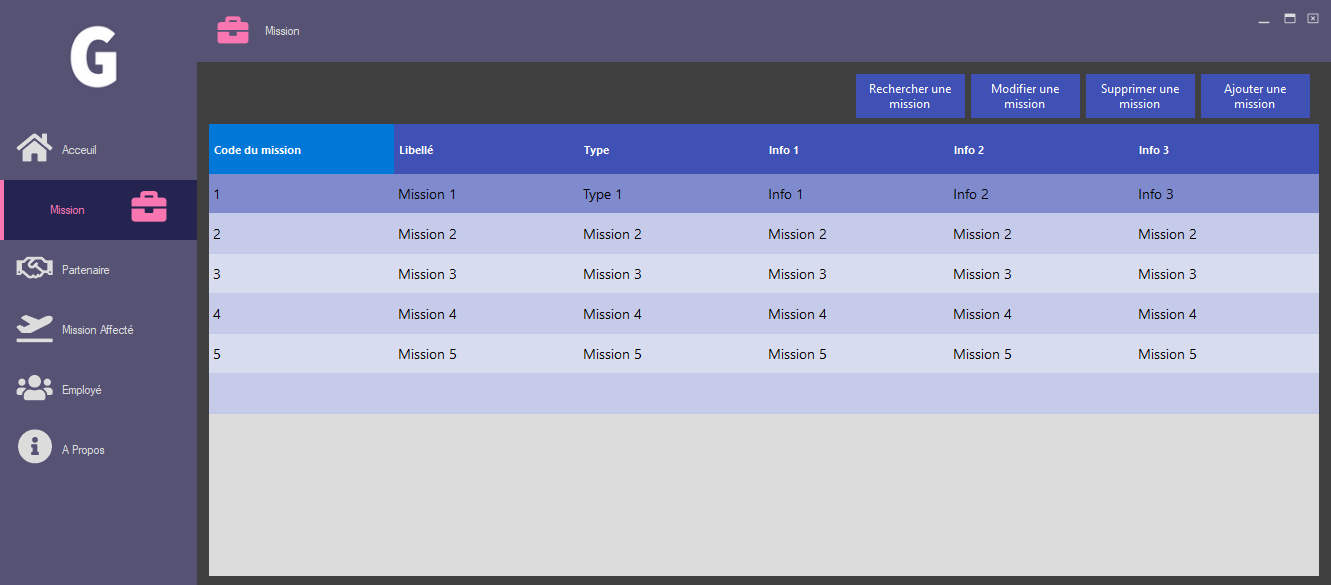 G
Mission
Acceuil
Mission
Partenaire
Mission Affecté
Employé
A Propos
Rechercher une
mission
Modifier une
mission
Supprimer une
mission
Ajouter une
mission
Code du mission Libellé Type Info 1 Info 2 Info 3
1 Mission 1 Type 1 Info 1 Info 2 Info 3
2 Mission 2 Mission 2 Mission 2 Mission 2 Mission 2
3 Mission 3 Mission 3 Mission 3 Mission 3 Mission 3
4 Mission 4 Mission 4 Mission 4 Mission 4 Mission 4
5 Mission 5 Mission 5 Mission 5 Mission 5 Mission 5